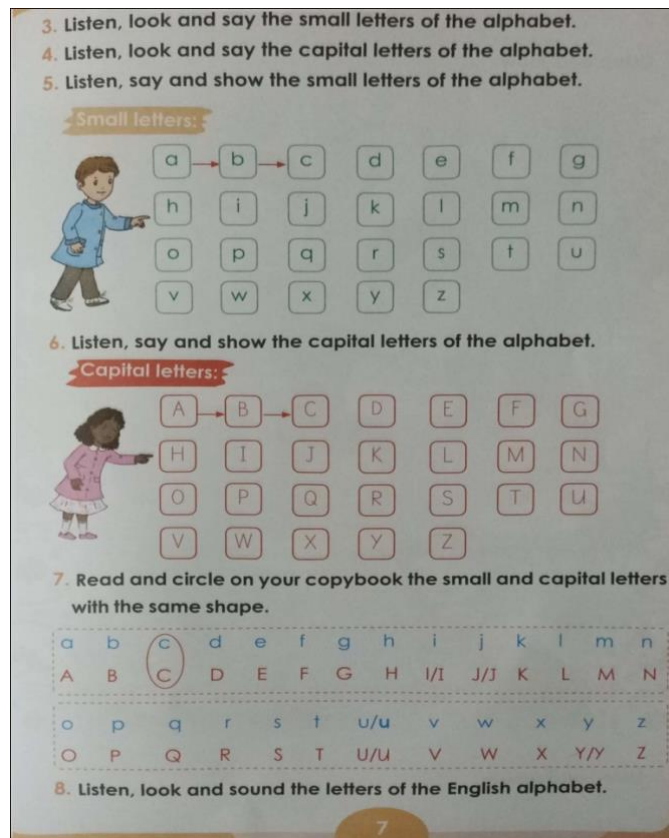 3. Listen, look and say the small letters of the alphabet.
4. Listen, look and say the capital letters of the alphabet.
5. Listen, say and show the small letters of the alphabet.
Small letters:
a b c d e f g
h i j k l m n
o p q r s t u
v w x y z
6. Listen, say and show the capital letters of the alphabet.
Capital letters:
A B C D E F G
H I J K L M N
O P Q R S T U
V W X Y Z
7. Read and circle on your copybook the small and capital letters
with the same shape.
a b c d e f g h i j k l m n
A B C D E F G H I/I J/J K L M N
o p q r s t u/u v w x y z
O P Q R S T U/U V W X Y/Y Z
8. Listen, look and sound the letters of the English alphabet.
7